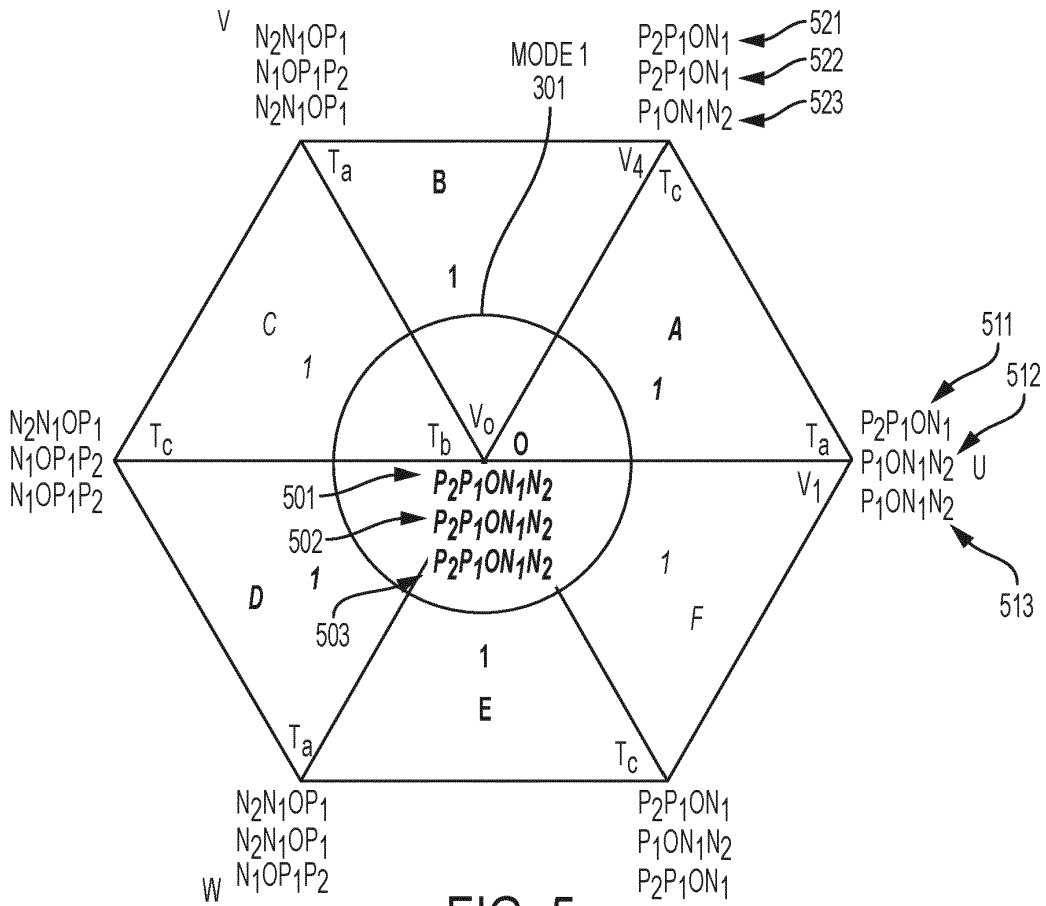 V
N2N1OP1
N1OP1P2
N2N1OP1
MODE 1
301
P2P1ON1
P2P1ON1
P1ON1N2
521
522
523
Ta
B
V4
Tc
1
C
1
A
1
511
512
N2N1OP1
N1OP1P2
N1OP1P2
Tc
Tb
Vo
O
Ta
V1
P2P1ON1
P1ON1N2
P1ON1N2
U
501
P2P1ON1N2
502
P2P1ON1N2
503
P2P1ON1N2
513
D
1
1
F
1
E
Ta
Tc
N2N1OP1
N2N1OP1
N1OP1P2
W
P2P1ON1
P1ON1N2
P2P1ON1